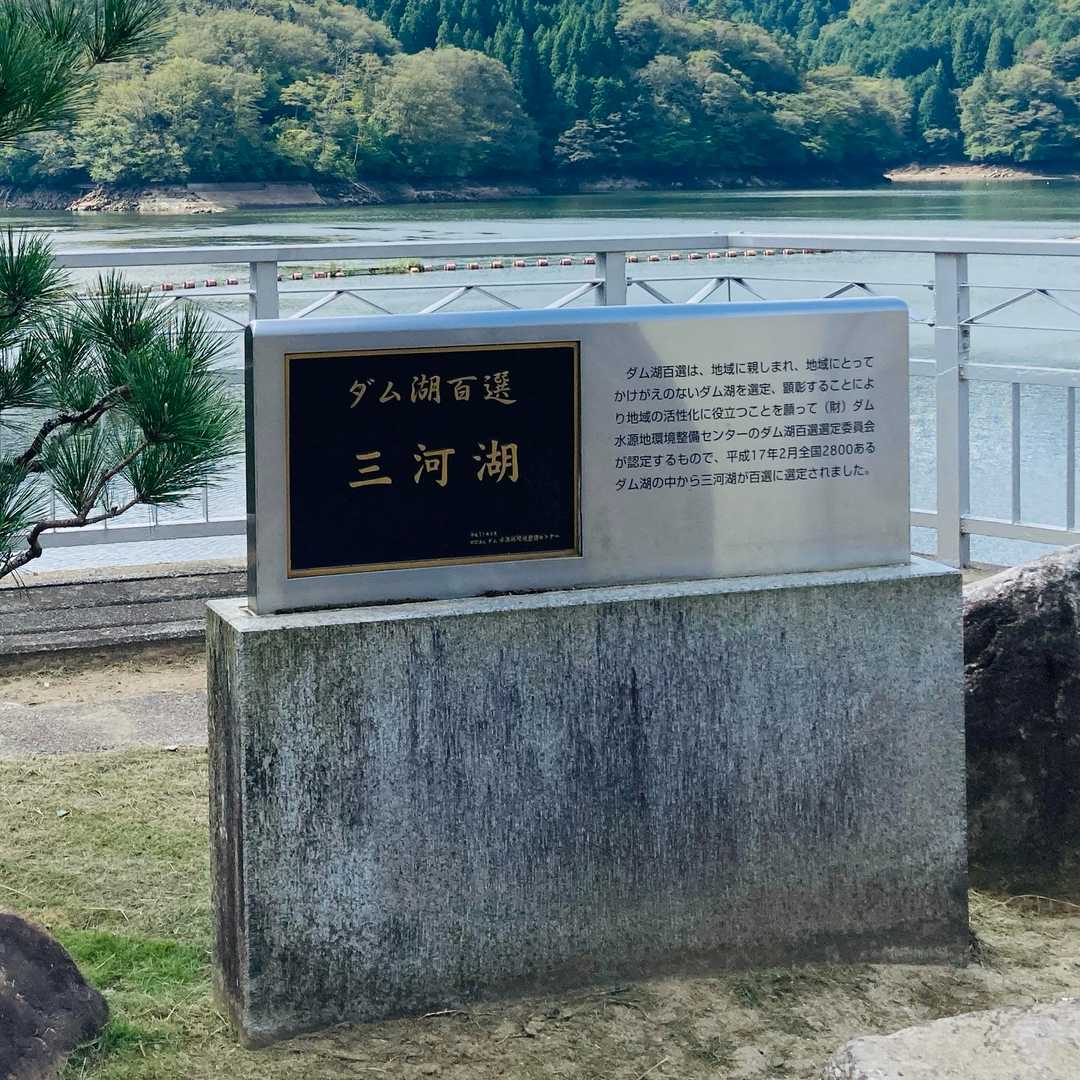 ダム湖百選
三河湖
ダム湖百選は、地域に親しまれ、地域にとって
かけがえのないダム湖を選定、顕彰することによ
り地域の活性化に役立つことを願って（財）ダム
水源地環境整備センターのダム湖百選選定委員会
が認定するもので、平成17年2月全国2800ある
ダム湖の中から三河湖が百選に選定されました。